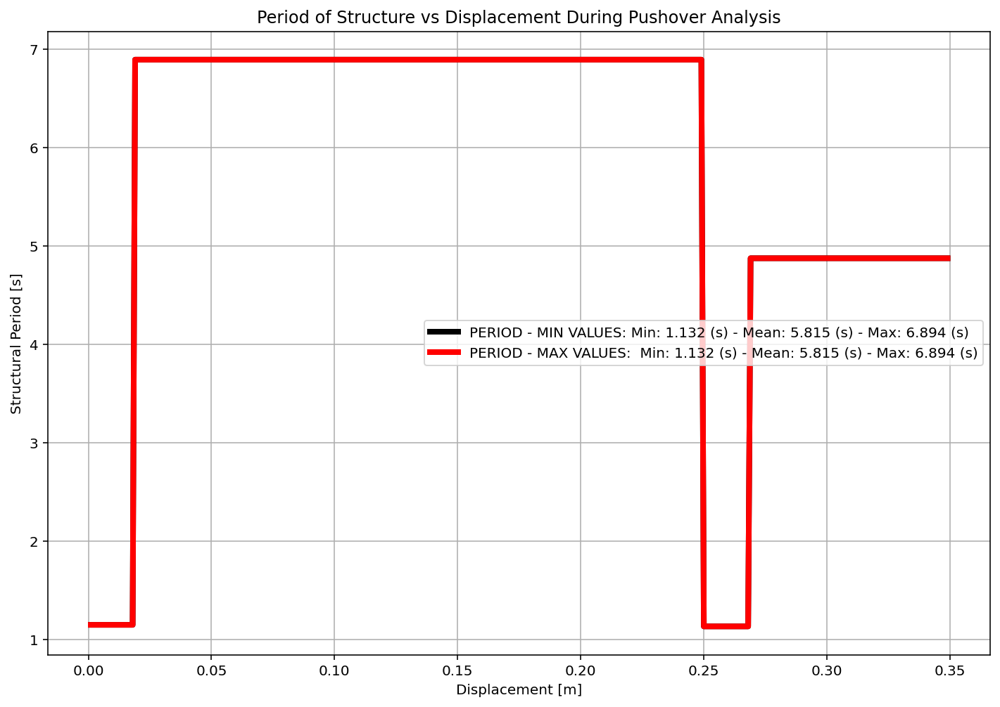 Period of Structure vs Displacement During Pushover Analysis
7
6
5
4
3
2
1
Structural Period [s]
PERIOD - MIN VALUES: Min: 1.132 (s) - Mean: 5.815 (s) - Max: 6.894 (s)
PERIOD - MAX VALUES:  Min: 1.132 (s) - Mean: 5.815 (s) - Max: 6.894 (s)
0.00 0.05 0.10 0.15 0.20 0.25 0.30 0.35
Displacement [m]